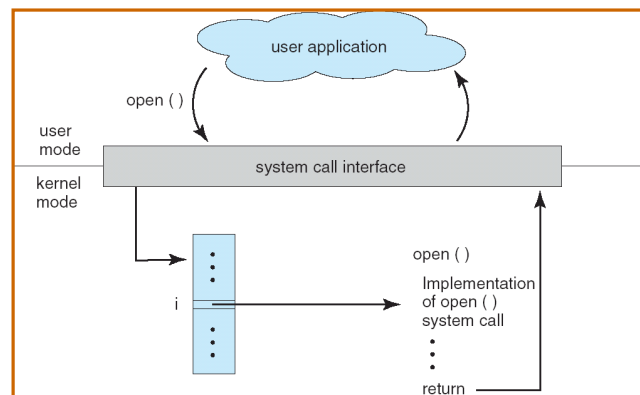 user application
open ( )
user
mode
system call interface
kernel
mode
open ( )
i
Implementation
of open ( )
system call
return